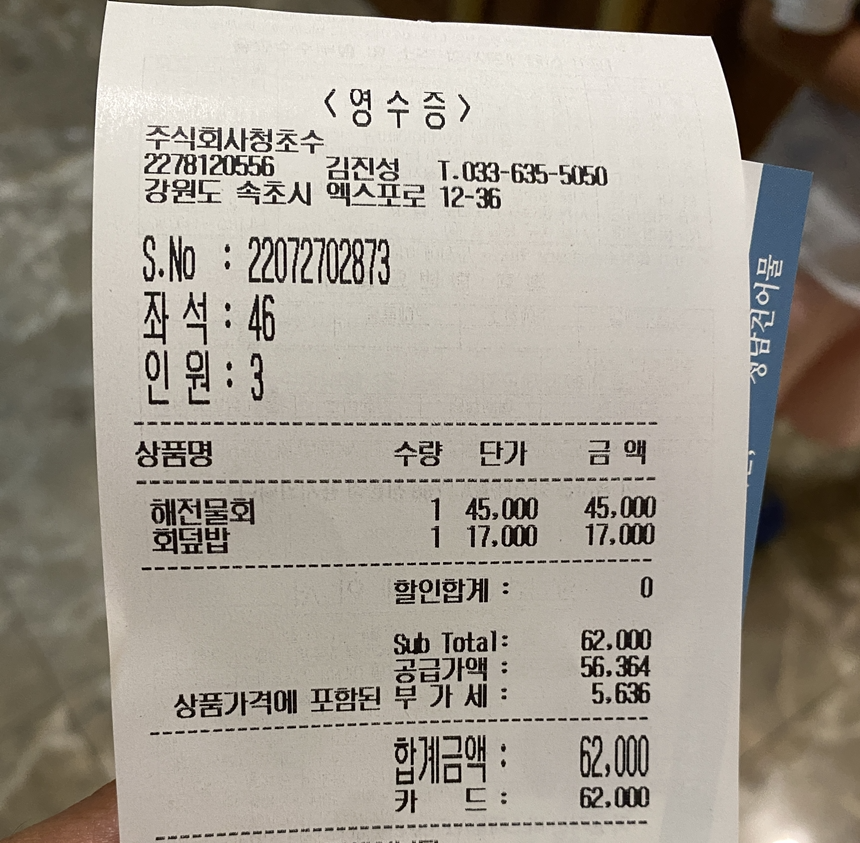 <영수증>
주식회사청초수
2278120556 김진성 T.033-635-5050
강원도 속초시 엑스포로 12-36
S.No : 22072702873
좌 석 : 46
인 원 : 3
상품명 수량 단가 금 액
해전물회 1 45,000 45,000
회덮밥 1 17,000 17,000
할인합계 : 0
Sub Total: 62,000
공급가액 : 56,364
상품가격에 포함된 부 가 세 : 5,636
합계금액 : 62,000
카 드 : 62,000